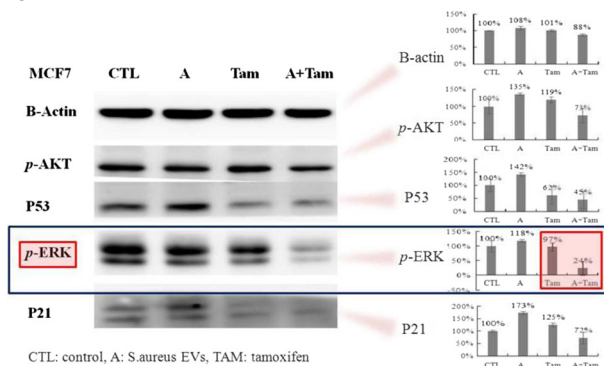 MCF7 CTL A Tam A+Tam
B-Actin
p-AKT
P53
p-ERK
P21
CTL: control, A: S.aureus EVs, TAM: tamoxifen
B-actin
150%
100%
50%
0%
100% 108% 101% 88%
CTL A Tam A+Tam
p-AKT
150%
100%
50%
0%
100% 135% 119% 73%
CTL A Tam A+Tam
P53
200%
150%
100%
50%
0%
100% 142% 62% 45%
CTL A Tam A+Tam
p-ERK
150%
100%
50%
0%
-50%
100% 118% 97% 24%
CTL A Tam A+Tam
P21
200%
150%
100%
50%
0%
100% 173% 125% 72%
CTL A Tam A+Tam